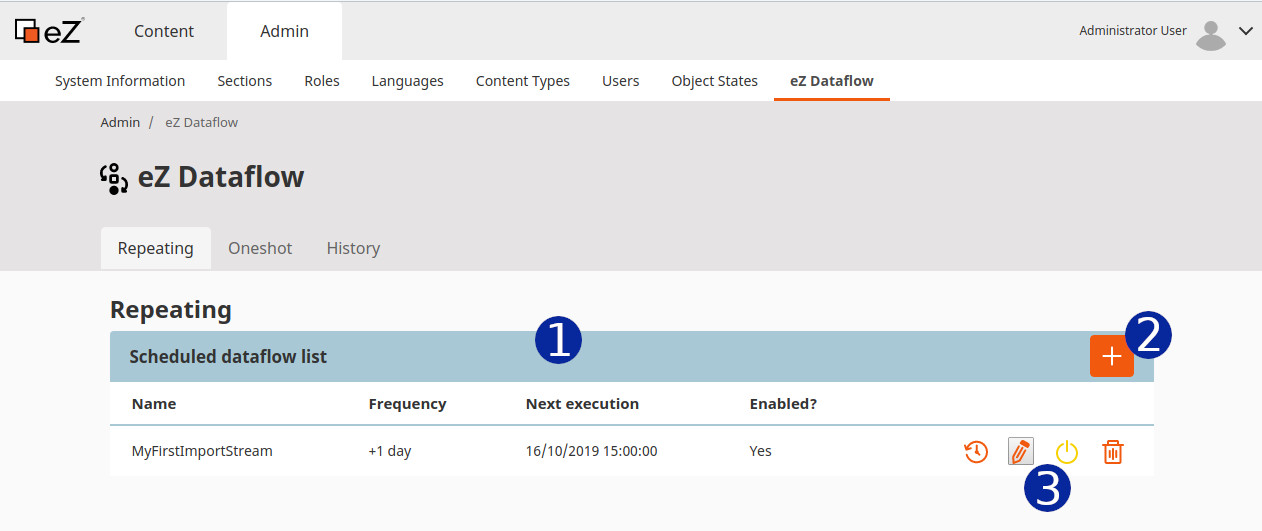 eZ Content Admin Administrator User
System Information Sections Roles Languages Content Types Users Object States eZ Dataflow
Admin / eZ Dataflow
eZ Dataflow
Repeating Oneshot History
Repeating
1 2
Scheduled dataflow list +
Name Frequency Next execution Enabled?
MyFirstImportStream +1 day 16/10/2019 15:00:00 Yes
3